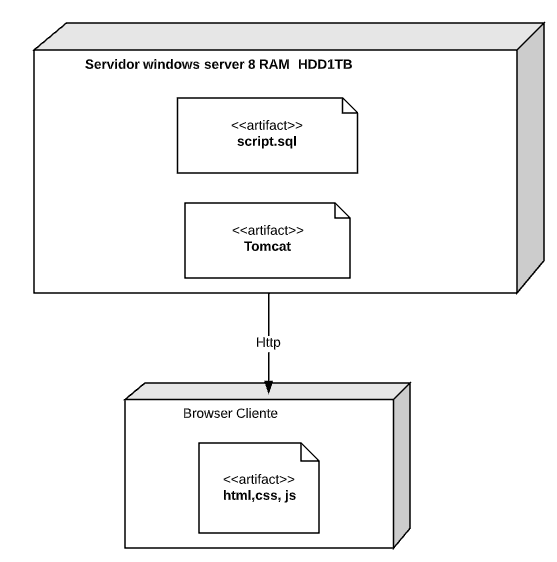 Servidor windows server 8 RAM  HDD1TB
<<artifact>>
script.sql
<<artifact>>
Tomcat
Http
Browser Cliente
<<artifact>>
html,css, js